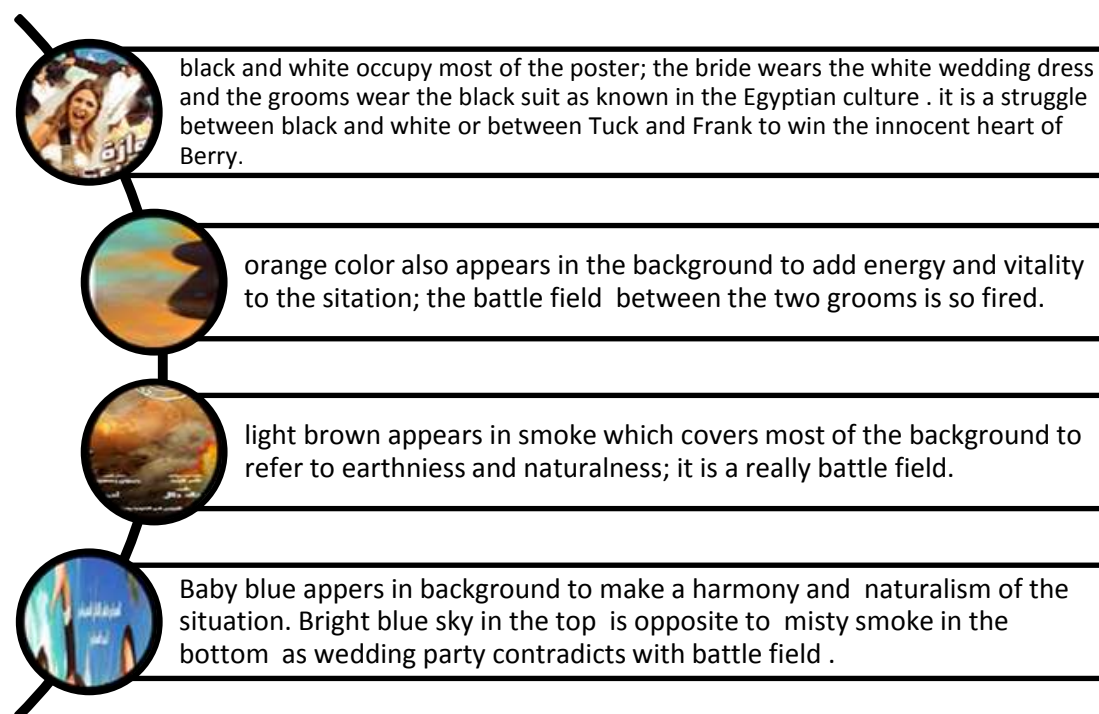 black and white occupy most of the poster; the bride wears the white wedding dress
and the grooms wear the black suit as known in the Egyptian culture . it is a struggle
between black and white or between Tuck and Frank to win the innocent heart of
Berry.
orange color also appears in the background to add energy and vitality
to the sitation; the battle field  between the two grooms is so fired.
light brown appears in smoke which covers most of the background to
refer to earthniess and naturalness; it is a really battle field.
Baby blue appers in background to make a harmony and  naturalism of the
situation. Bright blue sky in the top  is opposite to  misty smoke in the
bottom  as wedding party contradicts with battle field .